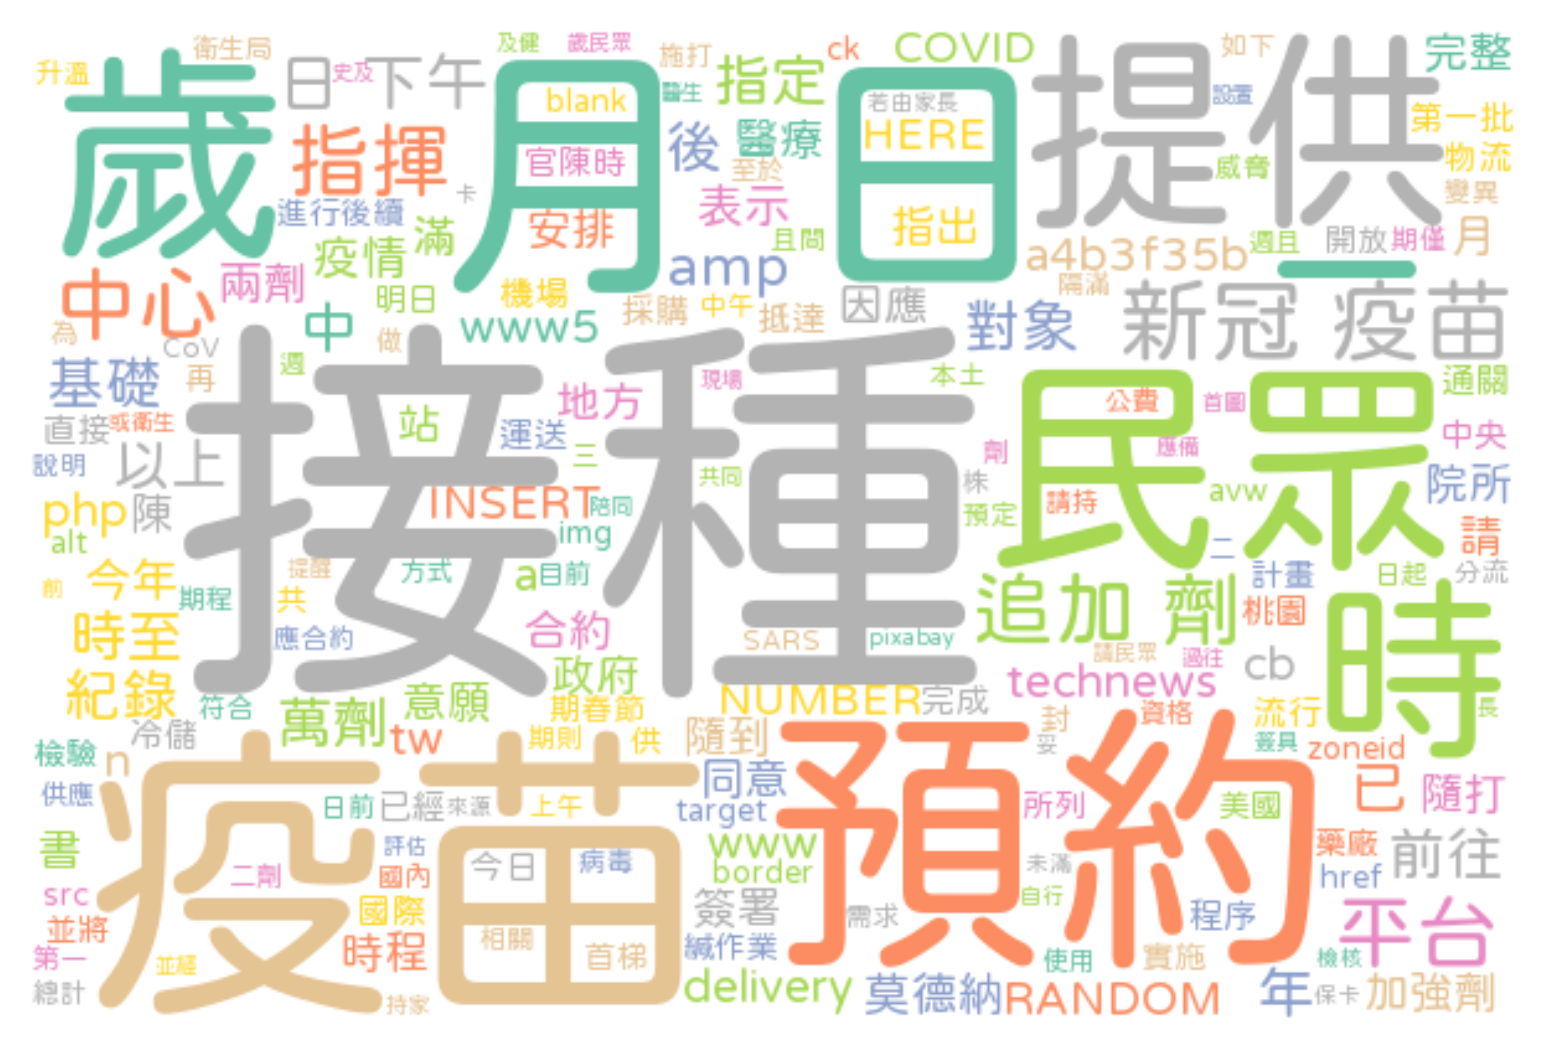 衛生局
及健
歲民眾
施打
ck
COVID
如下
完整
升溫
歲
日
史及
下午
月
blank
醫生
指定
日
若由家長
提供
設置
第一批
指揮
官陳時
後
醫療
HERE
物流
卡
至於
威脅
變異
進行後續
安排
表示
指出
滿
疫情
且間
a4b3f35b
週且
開放
期僅
月
中心
兩劑
明日
機場
amp
隔滿
一
為
中
採購
中午
抵達
因應
對象
新冠 疫苗
CoV
做
www5
基礎
再
週
接種
現場
本土
民眾
通關
地方
公費
首圖
直接
或衛生
站
運送
中央
說明
以上
三
共同
劑
應備
院所
php
陳
INSERT
陪同
株
預定
請持
avw
alt
img
請
前
今年
提醒
方式
a
目前
二
計畫
日起
分流
期程
共
追加 劑
桃園
時
時至
應合約
合約
SARS
pixabay
請民眾
過往
cb
紀錄
符合
政府
technews
萬劑
意願
期春節
NUMBER
完成
封
資格
流行
長
冷儲
tw
期則
供
隨到
預約
妥
簽具
zoneid
檢驗
n
疫苗
同意
已
隨打
供應
日前
已經
來源
上午
target
所列
美國
書
評估
今日
病毒
www
藥廠
前往
二劑
國內
border
未滿
href
src
國際
簽署
需求
自行
程序
平台
並將
時程
相關
首梯
緘作業
第一
並經
使用
實施
檢核
總計
持家
delivery
莫德納
RANDOM
年
保卡
加強劑